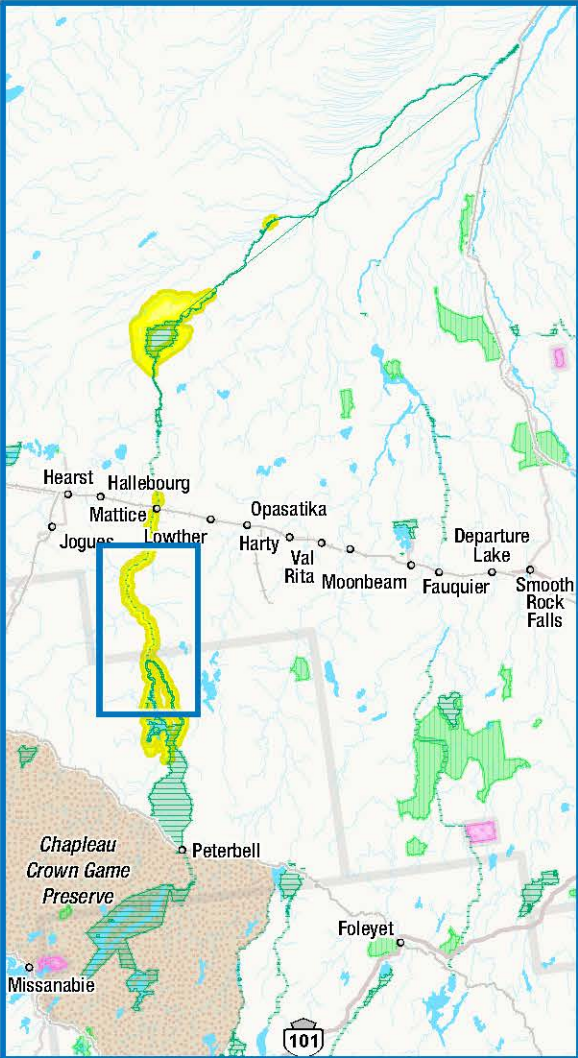 Hearst
Hallebourg
Mattice
Opasatika
Jogues
Lowther
Harty
Val
Rita
Moonbeam
Departure
Lake
Fauquier
Smooth
Rock
Falls
Peterbell
Chapleau
Crown Game
Preserve
Foleyet
Missanabie
101